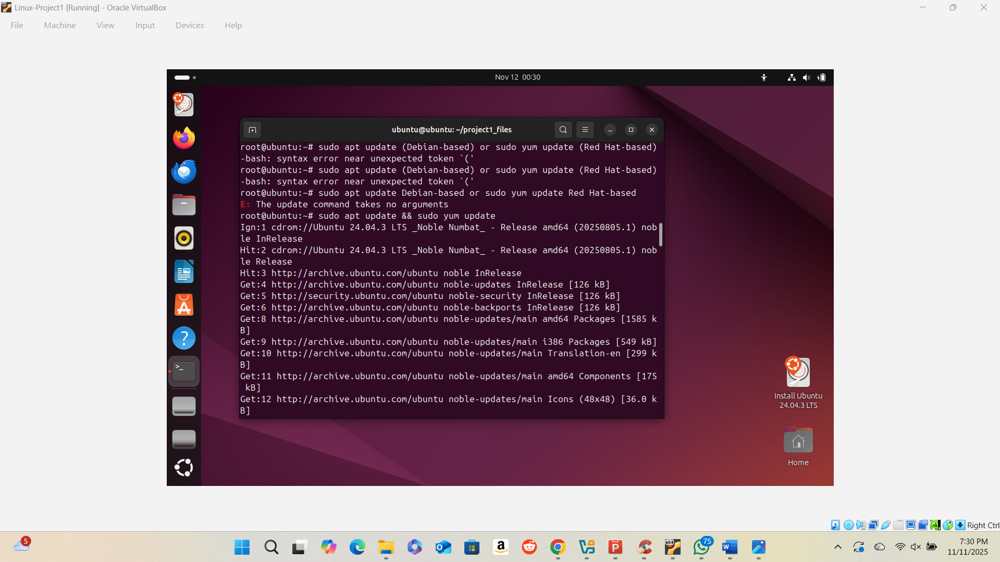 Linux-Project1 [Running] - Oracle VirtualBox
File Machine View Input Devices Help
Nov 12 00:30
ubuntu@ubuntu: ~/project1_files
root@ubuntu:~# sudo apt update (Debian-based) or sudo yum update (Red Hat-based)
-bash: syntax error near unexpected token `('
root@ubuntu:~# sudo apt update (Debian-based) or sudo yum update (Red Hat-based)
-bash: syntax error near unexpected token `('
root@ubuntu:~# sudo apt update Debian-based or sudo yum update Red Hat-based
E: The update command takes no arguments
root@ubuntu:~# sudo apt update && sudo yum update
Ign:1 cdrom://Ubuntu 24.04.3 LTS _Noble Numbat_ - Release amd64 (20250805.1) nob
le InRelease
Hit:2 cdrom://Ubuntu 24.04.3 LTS _Noble Numbat_ - Release amd64 (20250805.1) nob
le Release
Hit:3 http://archive.ubuntu.com/ubuntu noble InRelease
Get:4 http://archive.ubuntu.com/ubuntu noble-updates InRelease [126 kB]
Get:5 http://security.ubuntu.com/ubuntu noble-security InRelease [126 kB]
Get:6 http://archive.ubuntu.com/ubuntu noble-backports InRelease [126 kB]
Get:8 http://archive.ubuntu.com/ubuntu noble-updates/main amd64 Packages [1585 k
B]
Get:9 http://archive.ubuntu.com/ubuntu noble-updates/main i386 Packages [549 kB]
Get:10 http://archive.ubuntu.com/ubuntu noble-updates/main Translation-en [299 k
B]
Get:11 http://archive.ubuntu.com/ubuntu noble-updates/main amd64 Components [175
 kB]
Get:12 http://archive.ubuntu.com/ubuntu noble-updates/main Icons (48x48) [36.0 k
B]
Install Ubuntu
24.04.3 LTS
Home
Right Ctrl
5
75
7:30 PM
11/11/2025